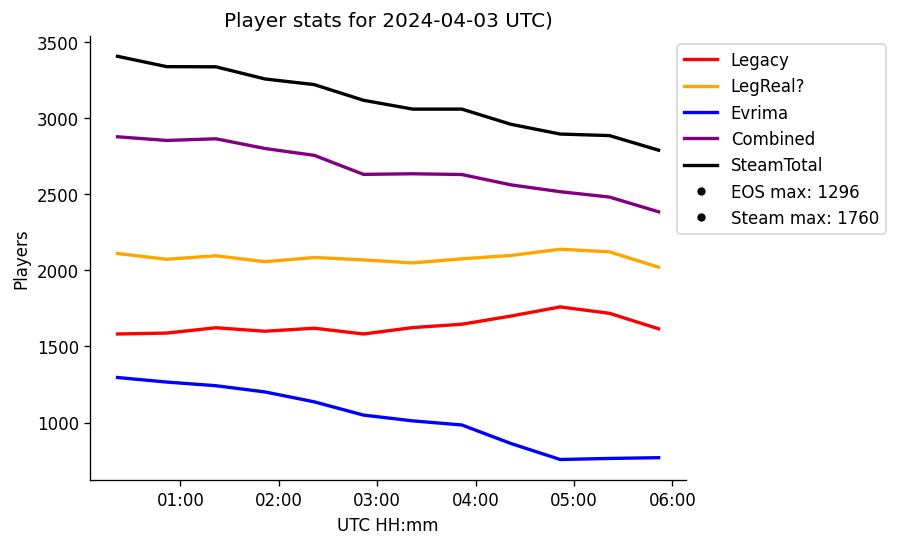 Player stats for 2024-04-03 UTC)
3500
3000
2500
2000
1500
1000
Players
01:00 02:00 03:00 04:00 05:00 06:00
UTC HH:mm
Legacy
LegReal?
Evrima
Combined
SteamTotal
EOS max: 1296
Steam max: 1760